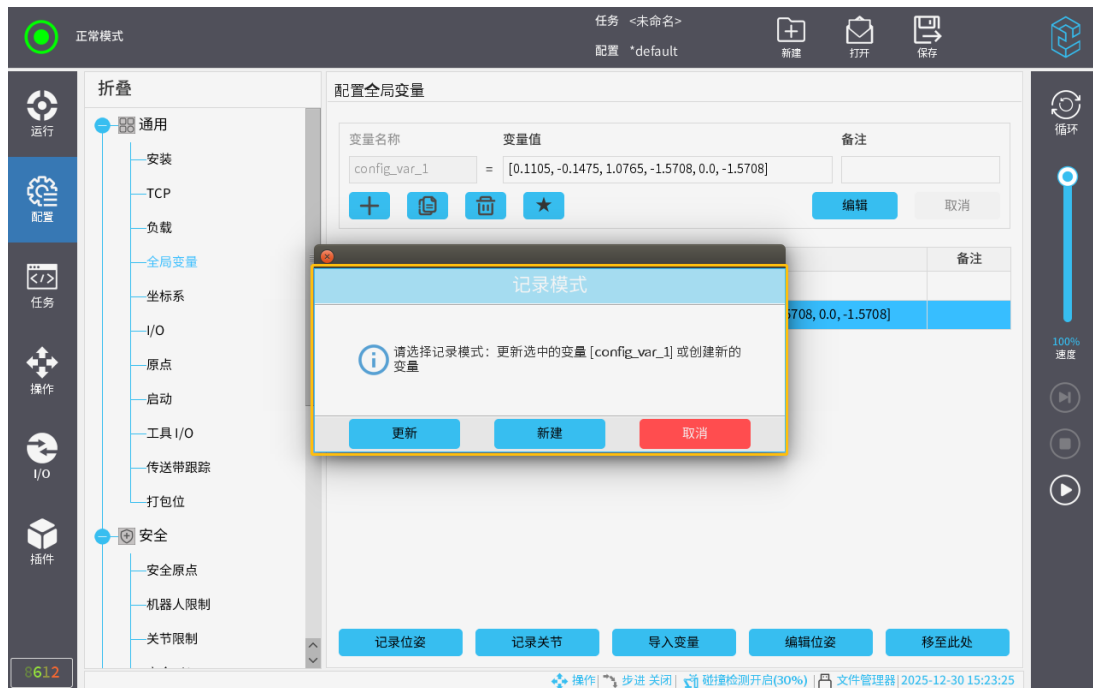 正常模式
任务 <未命名>
配置 *default
新建
打开
保存
运行
配置
任务
操作
I/O
插件
8612
折叠
通用
安装
TCP
负载
全局变量
坐标系
I/O
原点
启动
工具 I/O
传送带跟踪
打包位
安全
安全原点
机器人限制
关节限制
配置全局变量
变量名称 变量值 备注
config_var_1 = [0.1105, -0.1475, 1.0765, -1.5708, 0.0, -1.5708]
编辑 取消
备注
5708, 0.0, -1.5708]
记录模式
请选择记录模式：更新选中的变量 [config_var_1] 或创建新的
变量
更新 新建 取消
记录位姿 记录关节 导入变量 编辑位姿 移至此处
循环
100%
速度
操作| 步进 关闭| 碰撞检测开启(30%) | 文件管理器| 2025-12-30 15:23:25